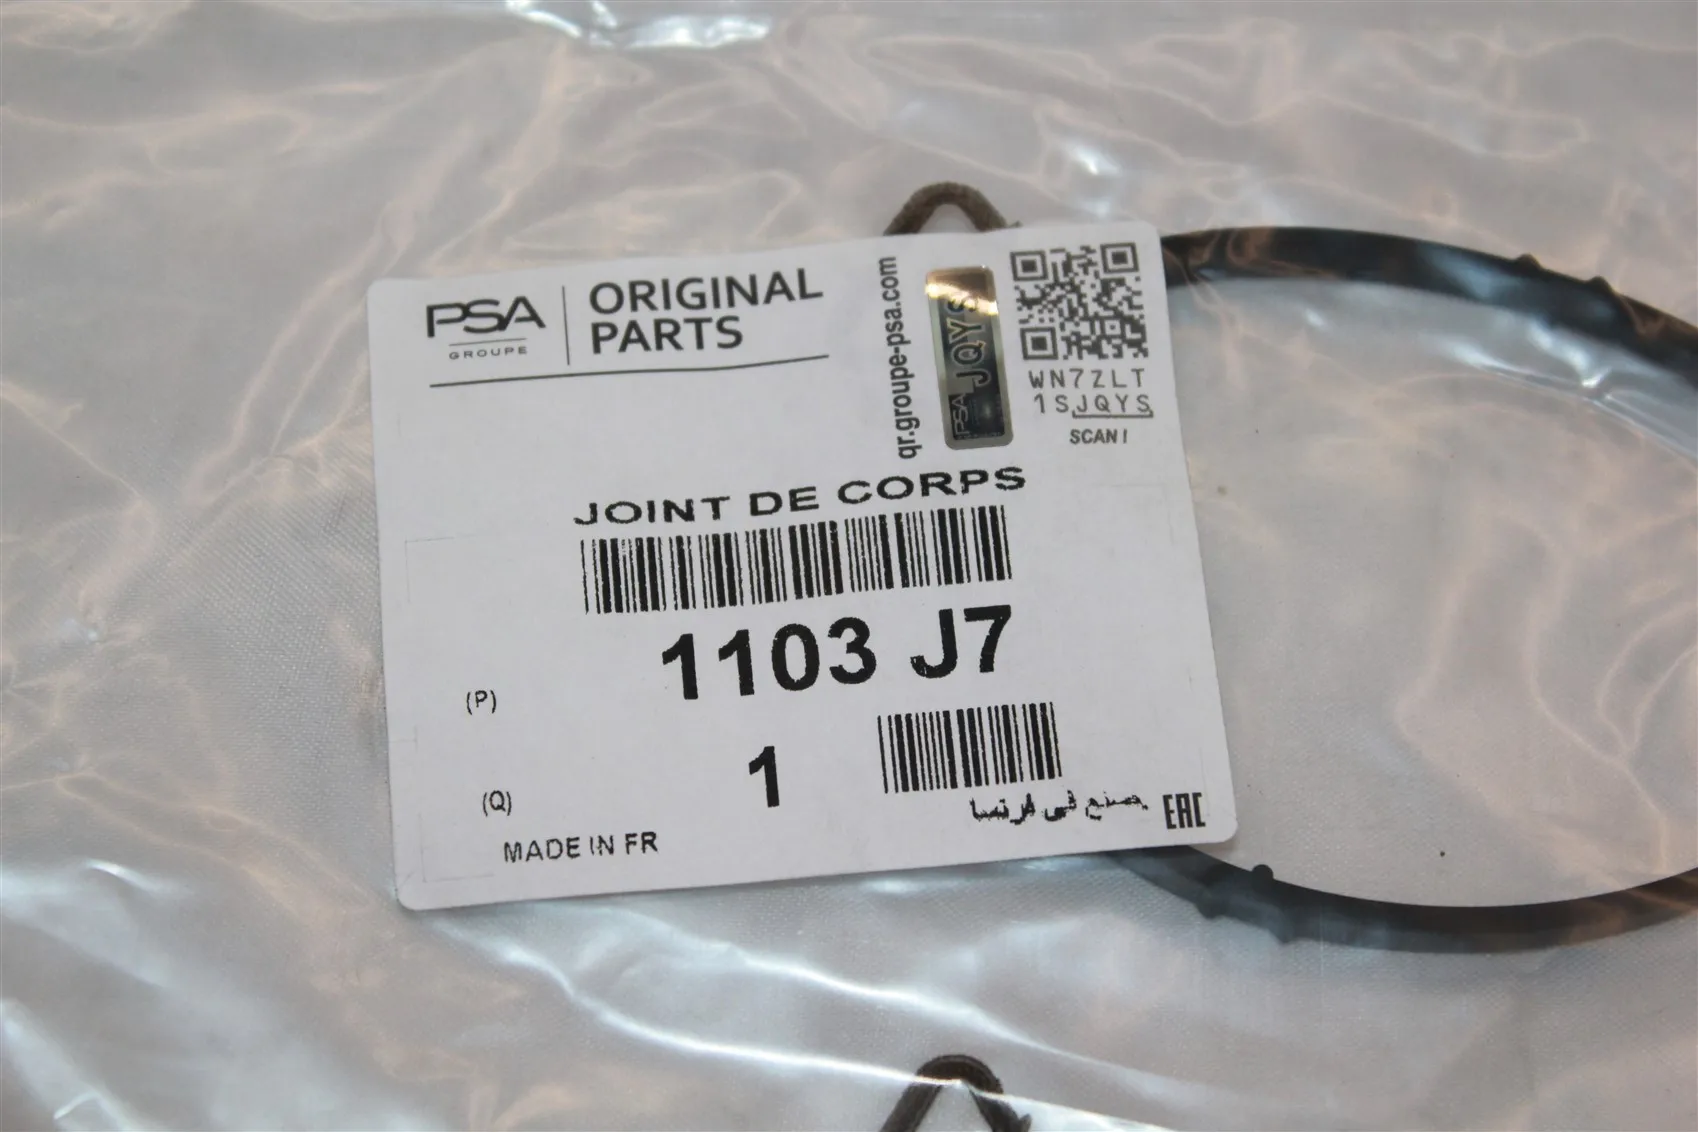 PSA
GROUPE
ORIGINAL
PARTS
qr.groupe-psa.com
PSA JQYS
WN7ZLT
1SJQYS
SCAN!
JOINT DE CORPS
1103 J7
(P)
1
(Q)
صنع في فرنسا
EAC
MADE IN FR